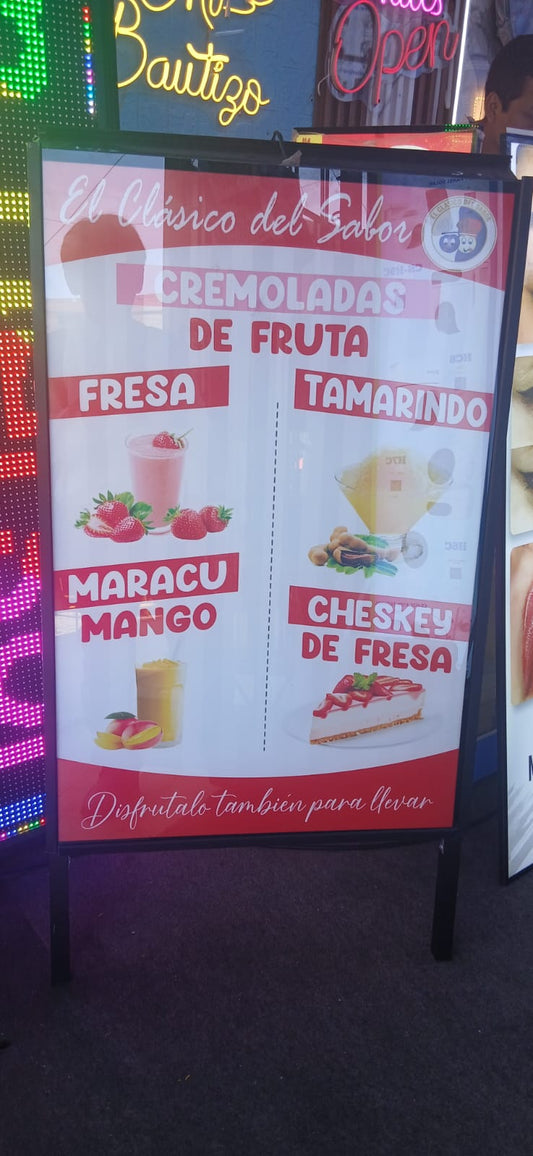 Bautizo
Open
El Clásico del Sabor
CREMOLADAS
DE FRUTA
FRESA
TAMARINDO
MARACU
MANGO
CHESKEY
DE FRESA
Disfrutalo también para llevar